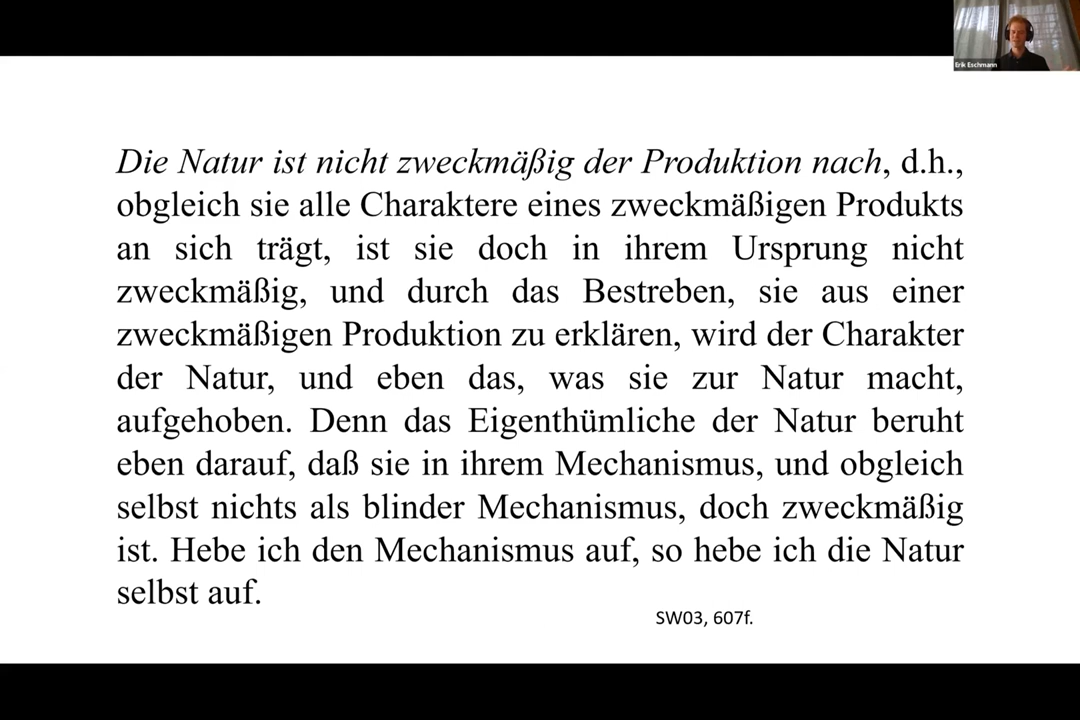 Erik Eschmann
Die Natur ist nicht zweckmäßig der Produktion nach, d.h.,
obgleich sie alle Charaktere eines zweckmäßigen Produkts
an sich trägt, ist sie doch in ihrem Ursprung nicht
zweckmäßig, und durch das Bestreben, sie aus einer
zweckmäßigen Produktion zu erklären, wird der Charakter
der Natur, und eben das, was sie zur Natur macht,
aufgehoben. Denn das Eigenthümliche der Natur beruht
eben darauf, daß sie in ihrem Mechanismus, und obgleich
selbst nichts als blinder Mechanismus, doch zweckmäßig
ist. Hebe ich den Mechanismus auf, so hebe ich die Natur
selbst auf.
SW03, 607f.